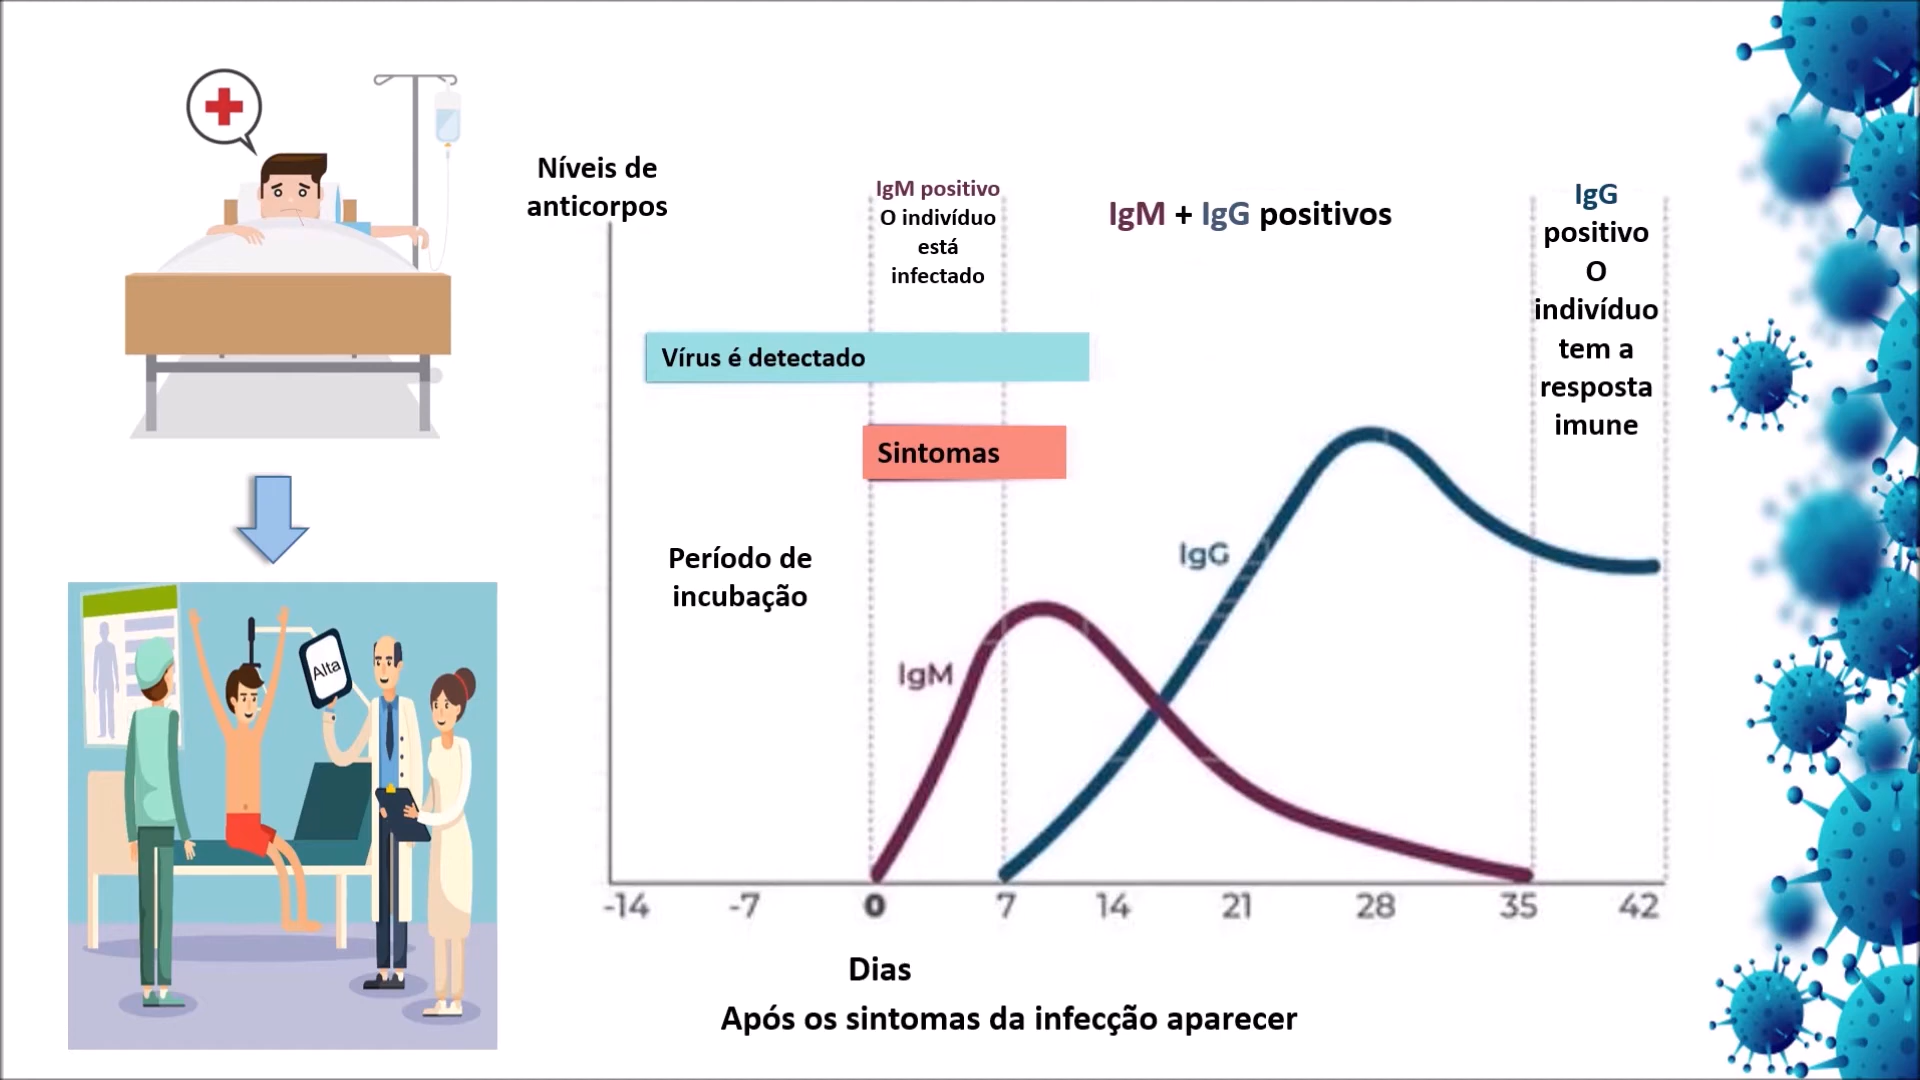 Níveis de
anticorpos
IgM positivo
O indivíduo
está
infectado
IgM + IgG positivos
IgG
positivo
O
indivíduo
tem a
resposta
imune
Vírus é detectado
Sintomas
Período de
incubação
IgM
IgG
Alta
-14 -7 0 7 14 21 28 35 42
Dias
Após os sintomas da infecção aparecer